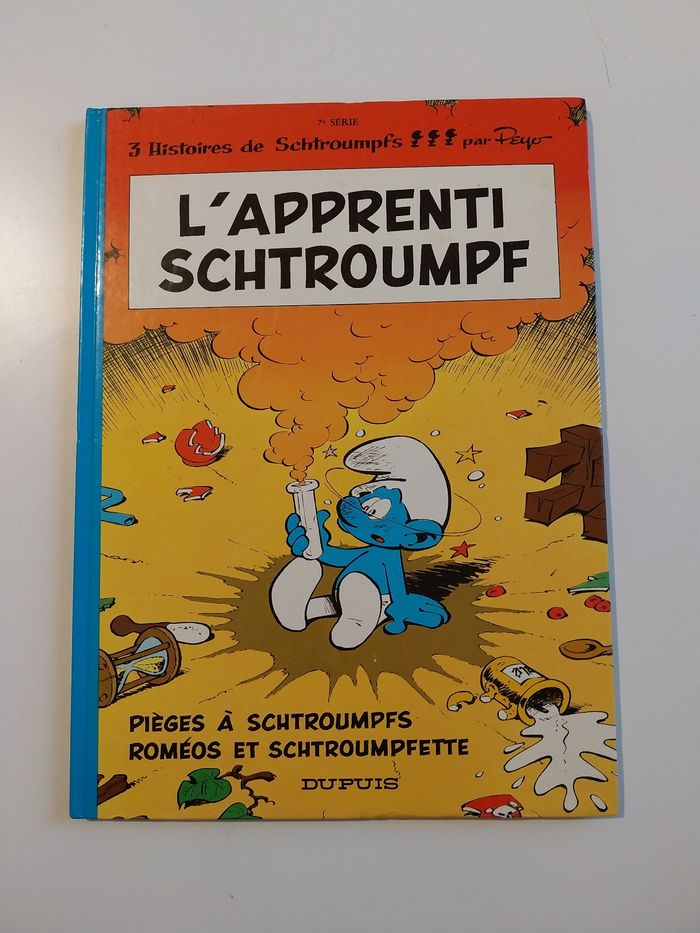 7e SÉRIE
3 Histoires de Schtroumpfs par Peyo
L'APPRENTI
SCHTROUMPF
PIÈGES À SCHTROUMPFS
ROMÉOS ET SCHTROUMPFETTE
DUPUIS